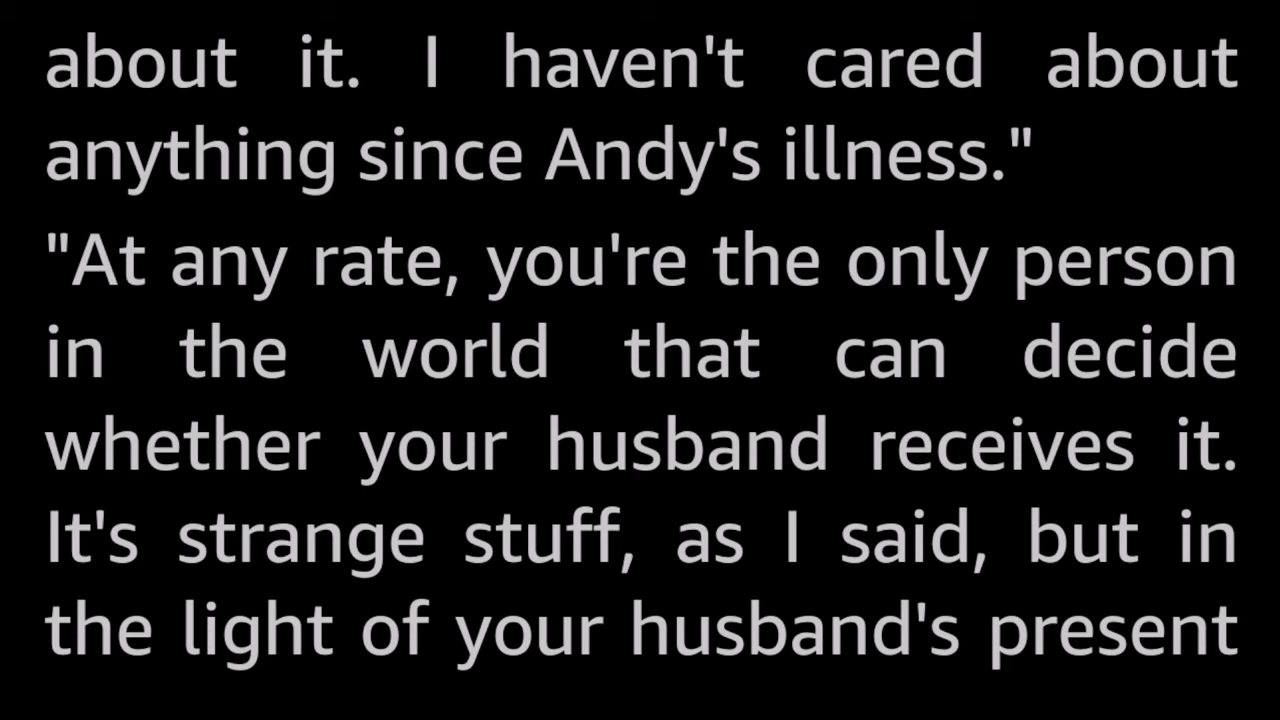 about it. I haven't cared about
anything since Andy's illness."
"At any rate, you're the only person
in the world that can decide
whether your husband receives it.
It's strange stuff, as I said, but in
the light of your husband's present